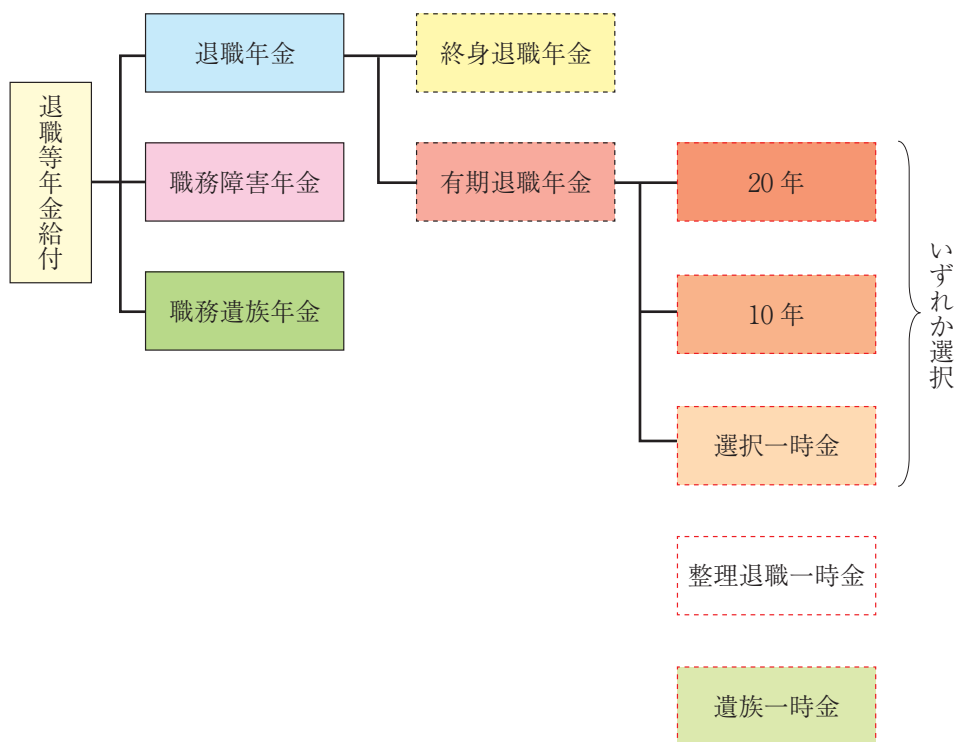 退職等年金給付
退職年金
職務障害年金
職務遺族年金
終身退職年金
有期退職年金
20年
10年
選択一時金
いずれか選択
整理退職一時金
遺族一時金